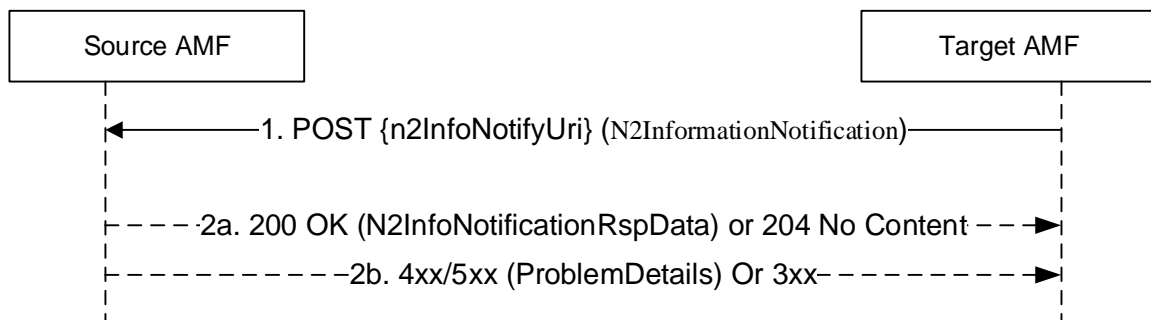 Source AMF
Target AMF
1. POST {n2InfoNotifyUri} (N2InformationNotification)
2a. 200 OK (N2InfoNotificationRspData) or 204 No Content
2b. 4xx/5xx (ProblemDetails) Or 3xx